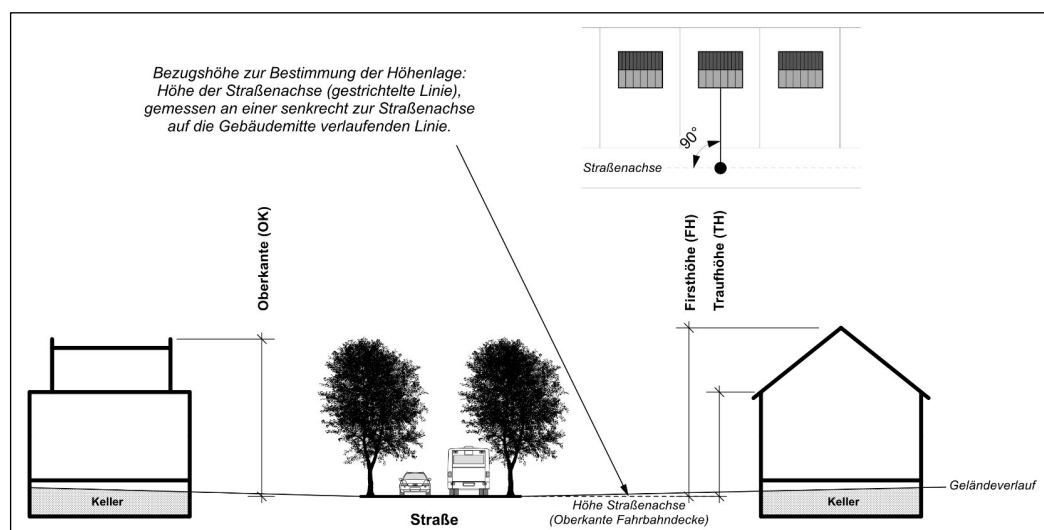 Bezugshöhe zur Bestimmung der Höhenlage:
Höhe der Straßenachse (gestrichtelte Linie),
gemessen an einer senkrecht zur Straßenachse
auf die Gebäudemitte verlaufenden Linie.
90°
Straßenachse
Oberkante (OK)
Firsthöhe (FH)
Traufhöhe (TH)
Keller
Straße
Höhe Straßenachse
(Oberkante Fahrbahndecke)
Keller
Geländeverlauf